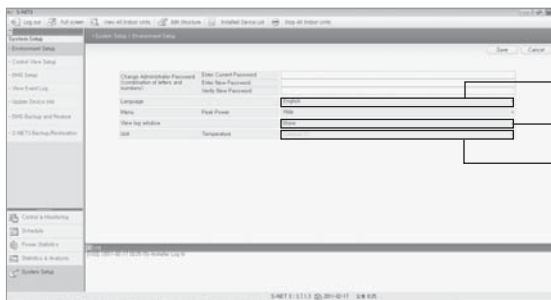 S-NET3
Log out Full screen View All Indoor Units Edit Structure Installed Device List Stop All Indoor Units
System Setup
System Setup | Environment Setup
Environment Setup
Save Cancel
Control View Setup
DMS Setup
View Event Log
Update Device Info
DMS Backup and Restore
S-NET3 Backup/Restoration
Change Administrator Password
(combination of letters and
numbers)
Enter Current Password
Enter New Password
Verify New Password
Language English
Menu Peak Power Hide
View log window Show
Unit Temperature
Control & Monitoring
Schedule
Power Statistics
Statistics & Analysis
System Setup
Log